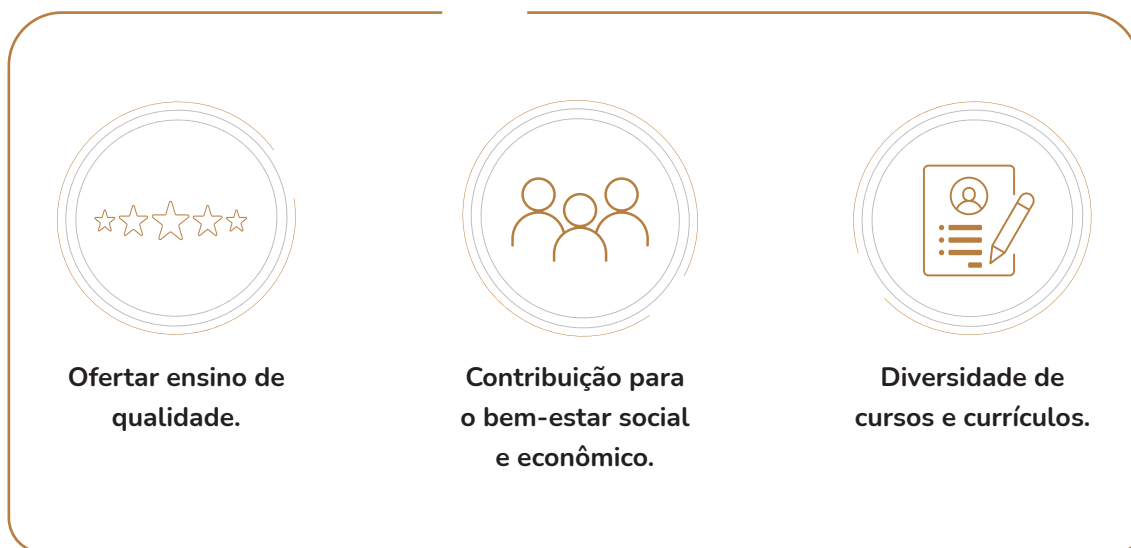 Ofertar ensino de
qualidade.
Contribuição para
o bem-estar social
e econômico.
Diversidade de
cursos e currículos.